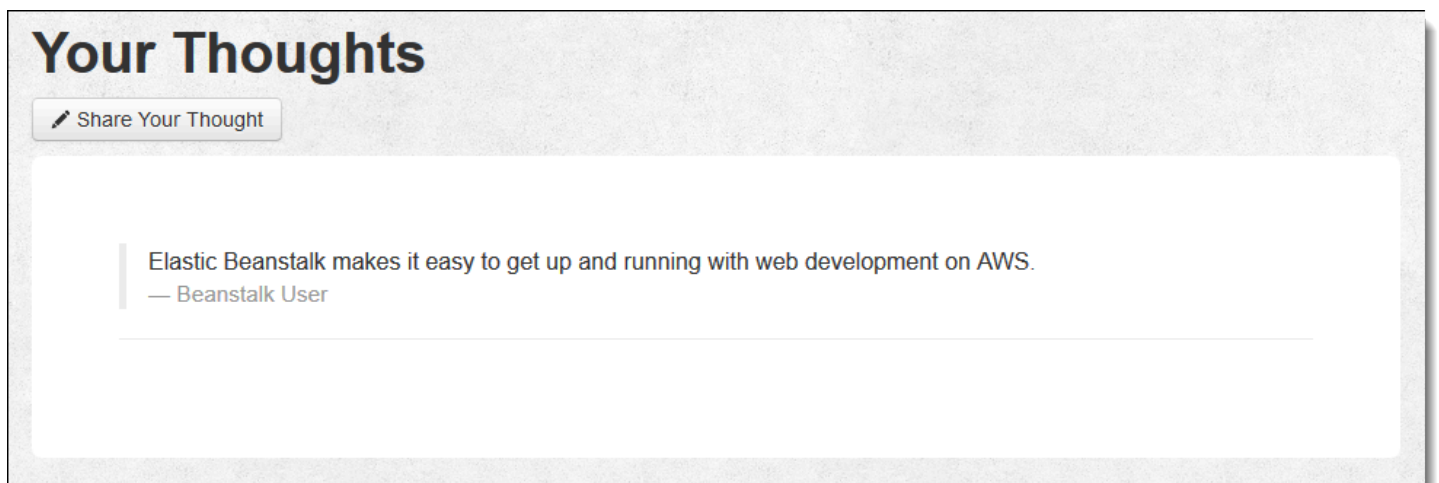 Your Thoughts
Share Your Thought
Elastic Beanstalk makes it easy to get up and running with web development on AWS.
— Beanstalk User